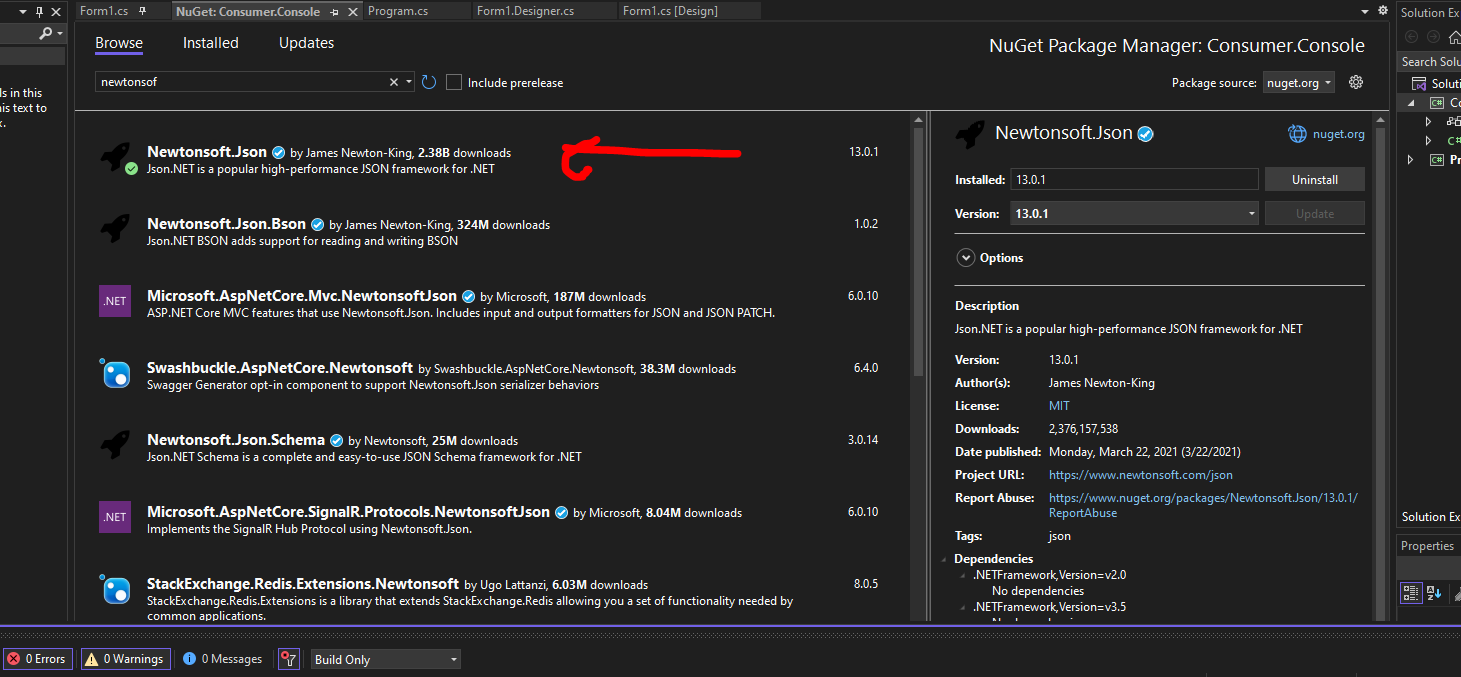 Form1.cs
NuGet: Consumer.Console
Program.cs
Form1.Designer.cs
Form1.cs [Design]
Solution Ex
Browse
Installed
Updates
NuGet Package Manager: Consumer.Console
newtonsof
Include prerelease
Package source: nuget.org
Search Solu
Soluti
ls in this
his text to
x.
Newtonsoft.Json by James Newton-King, 2.38B downloads
13.0.1
Json.NET is a popular high-performance JSON framework for .NET
Newtonsoft.Json.Bson by James Newton-King, 324M downloads
1.0.2
Json.NET BSON adds support for reading and writing BSON
.NET
Microsoft.AspNetCore.Mvc.NewtonsoftJson by Microsoft, 187M downloads
6.0.10
ASP.NET Core MVC features that use Newtonsoft.Json. Includes input and output formatters for JSON and JSON PATCH.
Swashbuckle.AspNetCore.Newtonsoft by Swashbuckle.AspNetCore.Newtonsoft, 38.3M downloads
6.4.0
Swagger Generator opt-in component to support Newtonsoft.Json serializer behaviors
Newtonsoft.Json.Schema by Newtonsoft, 25M downloads
3.0.14
Json.NET Schema is a complete and easy-to-use JSON Schema framework for .NET
.NET
Microsoft.AspNetCore.SignalR.Protocols.NewtonsoftJson by Microsoft, 8.04M downloads
6.0.10
Implements the SignalR Hub Protocol using Newtonsoft.Json.
StackExchange.Redis.Extensions.Newtonsoft by Ugo Lattanzi, 6.03M downloads
8.0.5
StackExchange.Redis.Extensions is a library that extends StackExchange.Redis allowing you a set of functionality needed by
common applications.
Newtonsoft.Json
nuget.org
Installed: 13.0.1
Uninstall
Version: 13.0.1
Update
Options
Description
Json.NET is a popular high-performance JSON framework for .NET
Version: 13.0.1
Author(s): James Newton-King
License: MIT
Downloads: 2,376,157,538
Date published: Monday, March 22, 2021 (3/22/2021)
Project URL: https://www.newtonsoft.com/json
Report Abuse: https://www.nuget.org/packages/Newtonsoft.Json/13.0.1/
ReportAbuse
Tags: json
Dependencies
.NETFramework,Version=v2.0
No dependencies
.NETFramework,Version=v3.5
C# Co
C#
C# Pr
Solution Ex
Properties
0 Errors
0 Warnings
0 Messages
Build Only